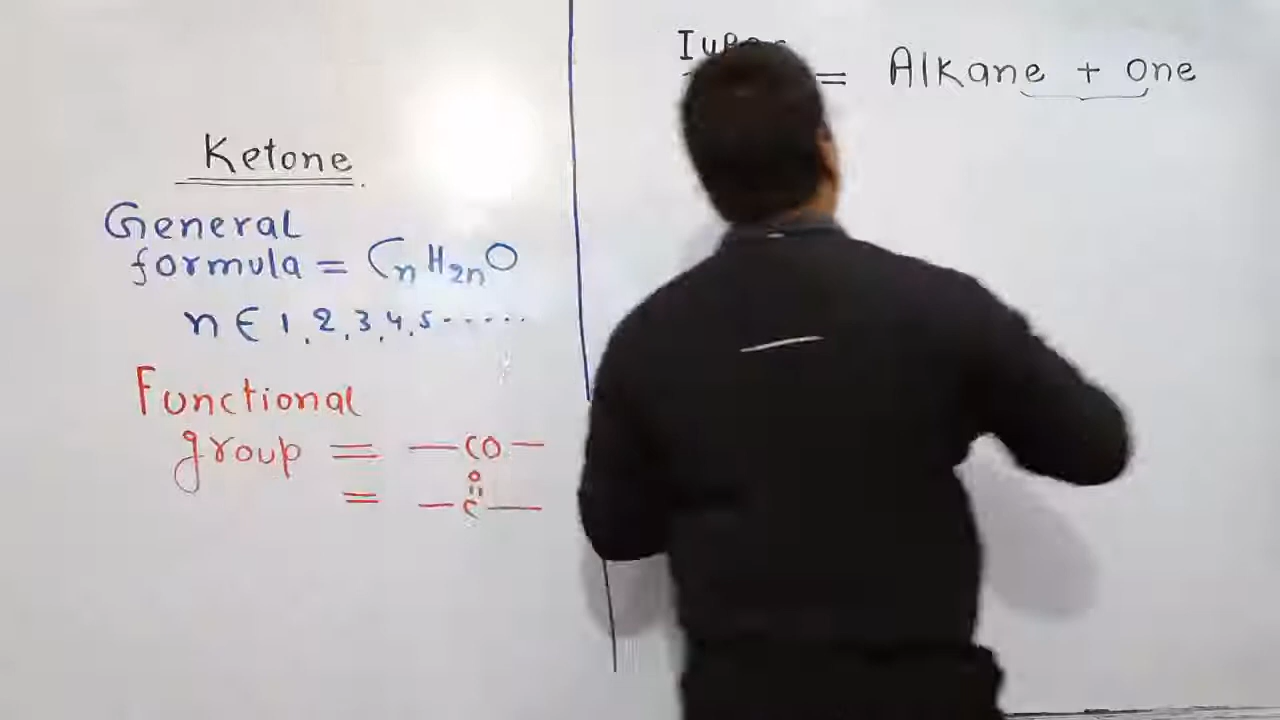 Ketone
General
formula = CnH2nO
n ∈ 1, 2, 3, 4, 5 ......
Functional
group = —CO—
O
||
= —C—
= Alkane + One